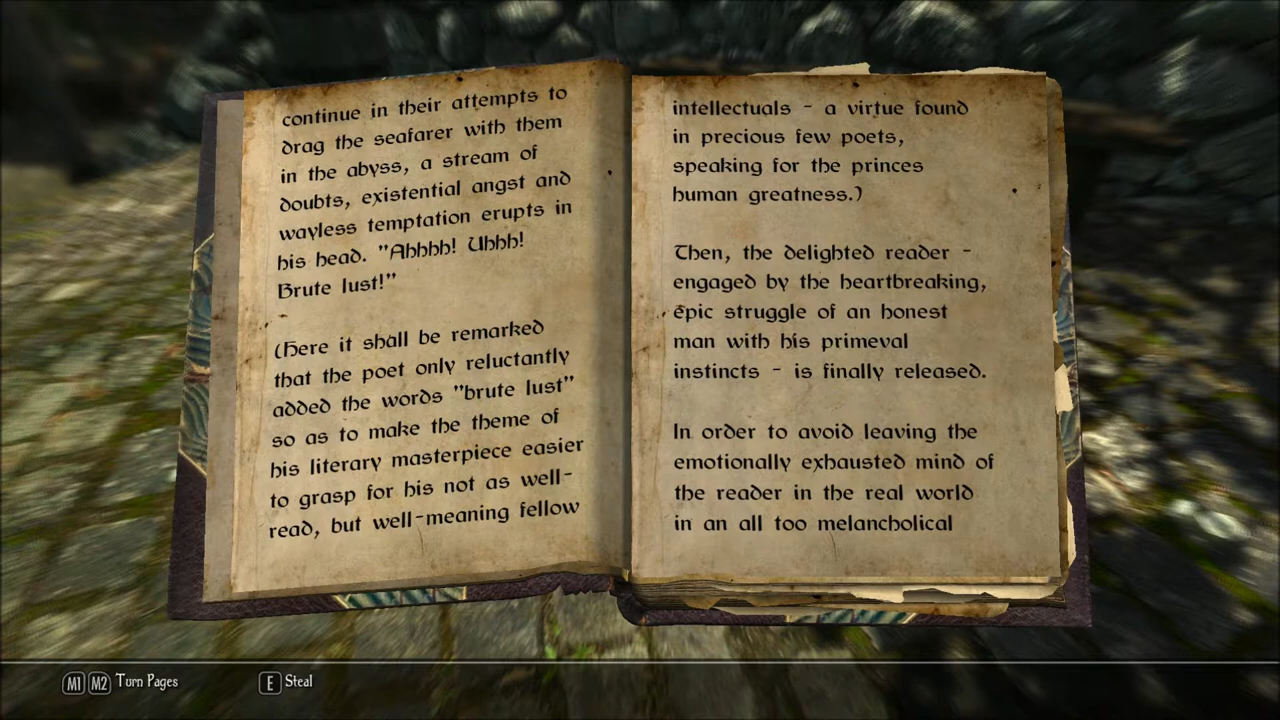 continue in their attempts to
drag the seafarer with them
in the abyss, a stream of
doubts, existential angst and
wayless temptation erupts in
his head. "Ahhhh! Uhhh!
Brute lust!"
(Here it shall be remarked
that the poet only reluctantly
added the words "brute lust"
so as to make the theme of
his literary masterpiece easier
to grasp for his not as well-
read, but well-meaning fellow
intellectuals - a virtue found
in precious few poets,
speaking for the princes
human greatness.)
Then, the delighted reader -
engaged by the heartbreaking,
epic struggle of an honest
man with his primeval
instincts - is finally released.
In order to avoid leaving the
emotionally exhausted mind of
the reader in the real world
in an all too melancholical
M1 M2 Turn Pages
E Steal